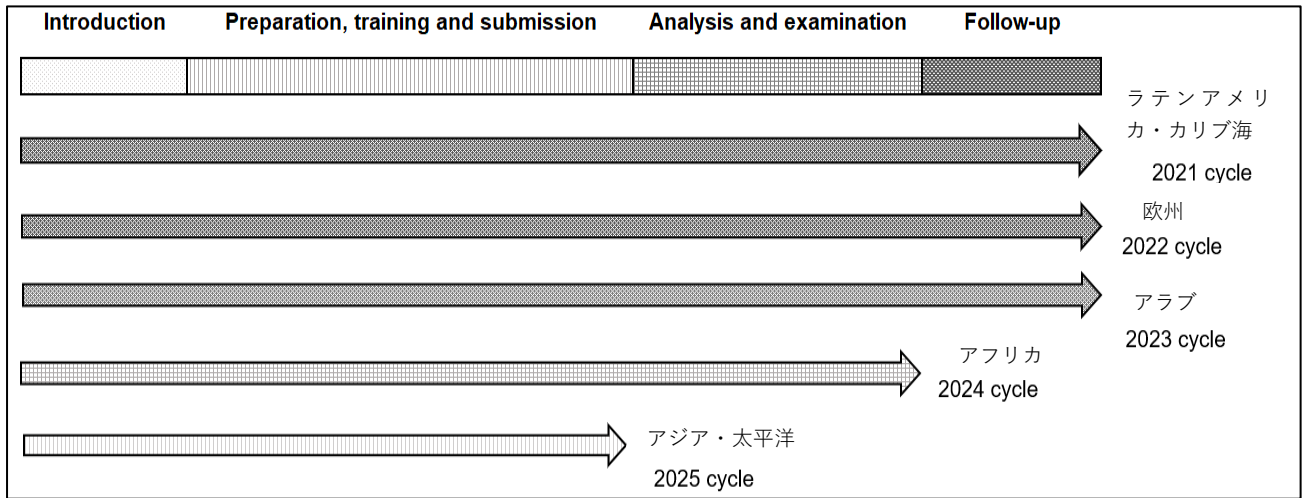 Introduction
Preparation, training and submission
Analysis and examination
Follow-up
ラテンアメリ
カ・カリブ海
2021 cycle
欧州
2022 cycle
アラブ
2023 cycle
アフリカ
2024 cycle
アジア・太平洋
2025 cycle